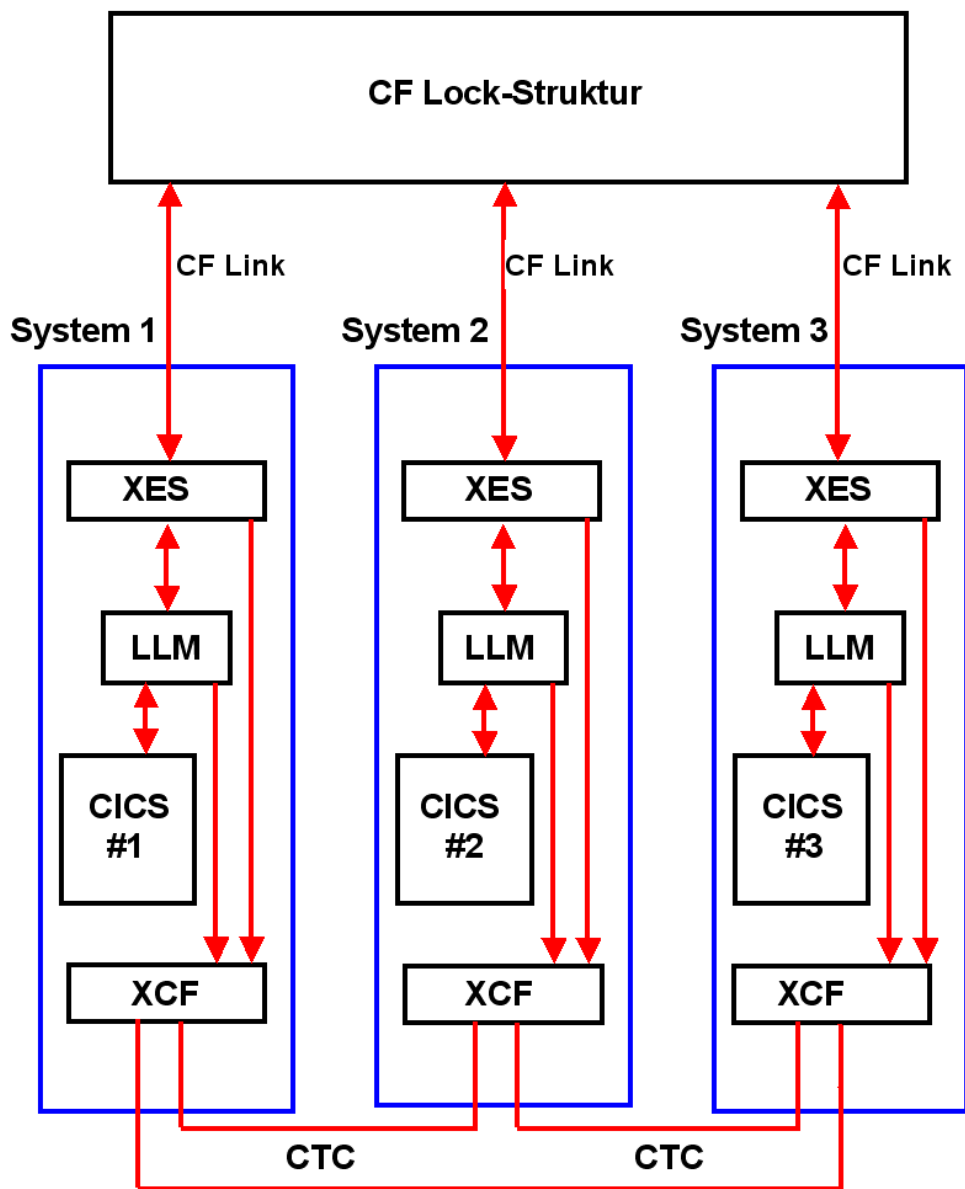 CF Lock-Struktur
CF Link
CF Link
CF Link
System 1
System 2
System 3
XES
XES
XES
LLM
LLM
LLM
CICS
#1
CICS
#2
CICS
#3
XCF
XCF
XCF
CTC
CTC